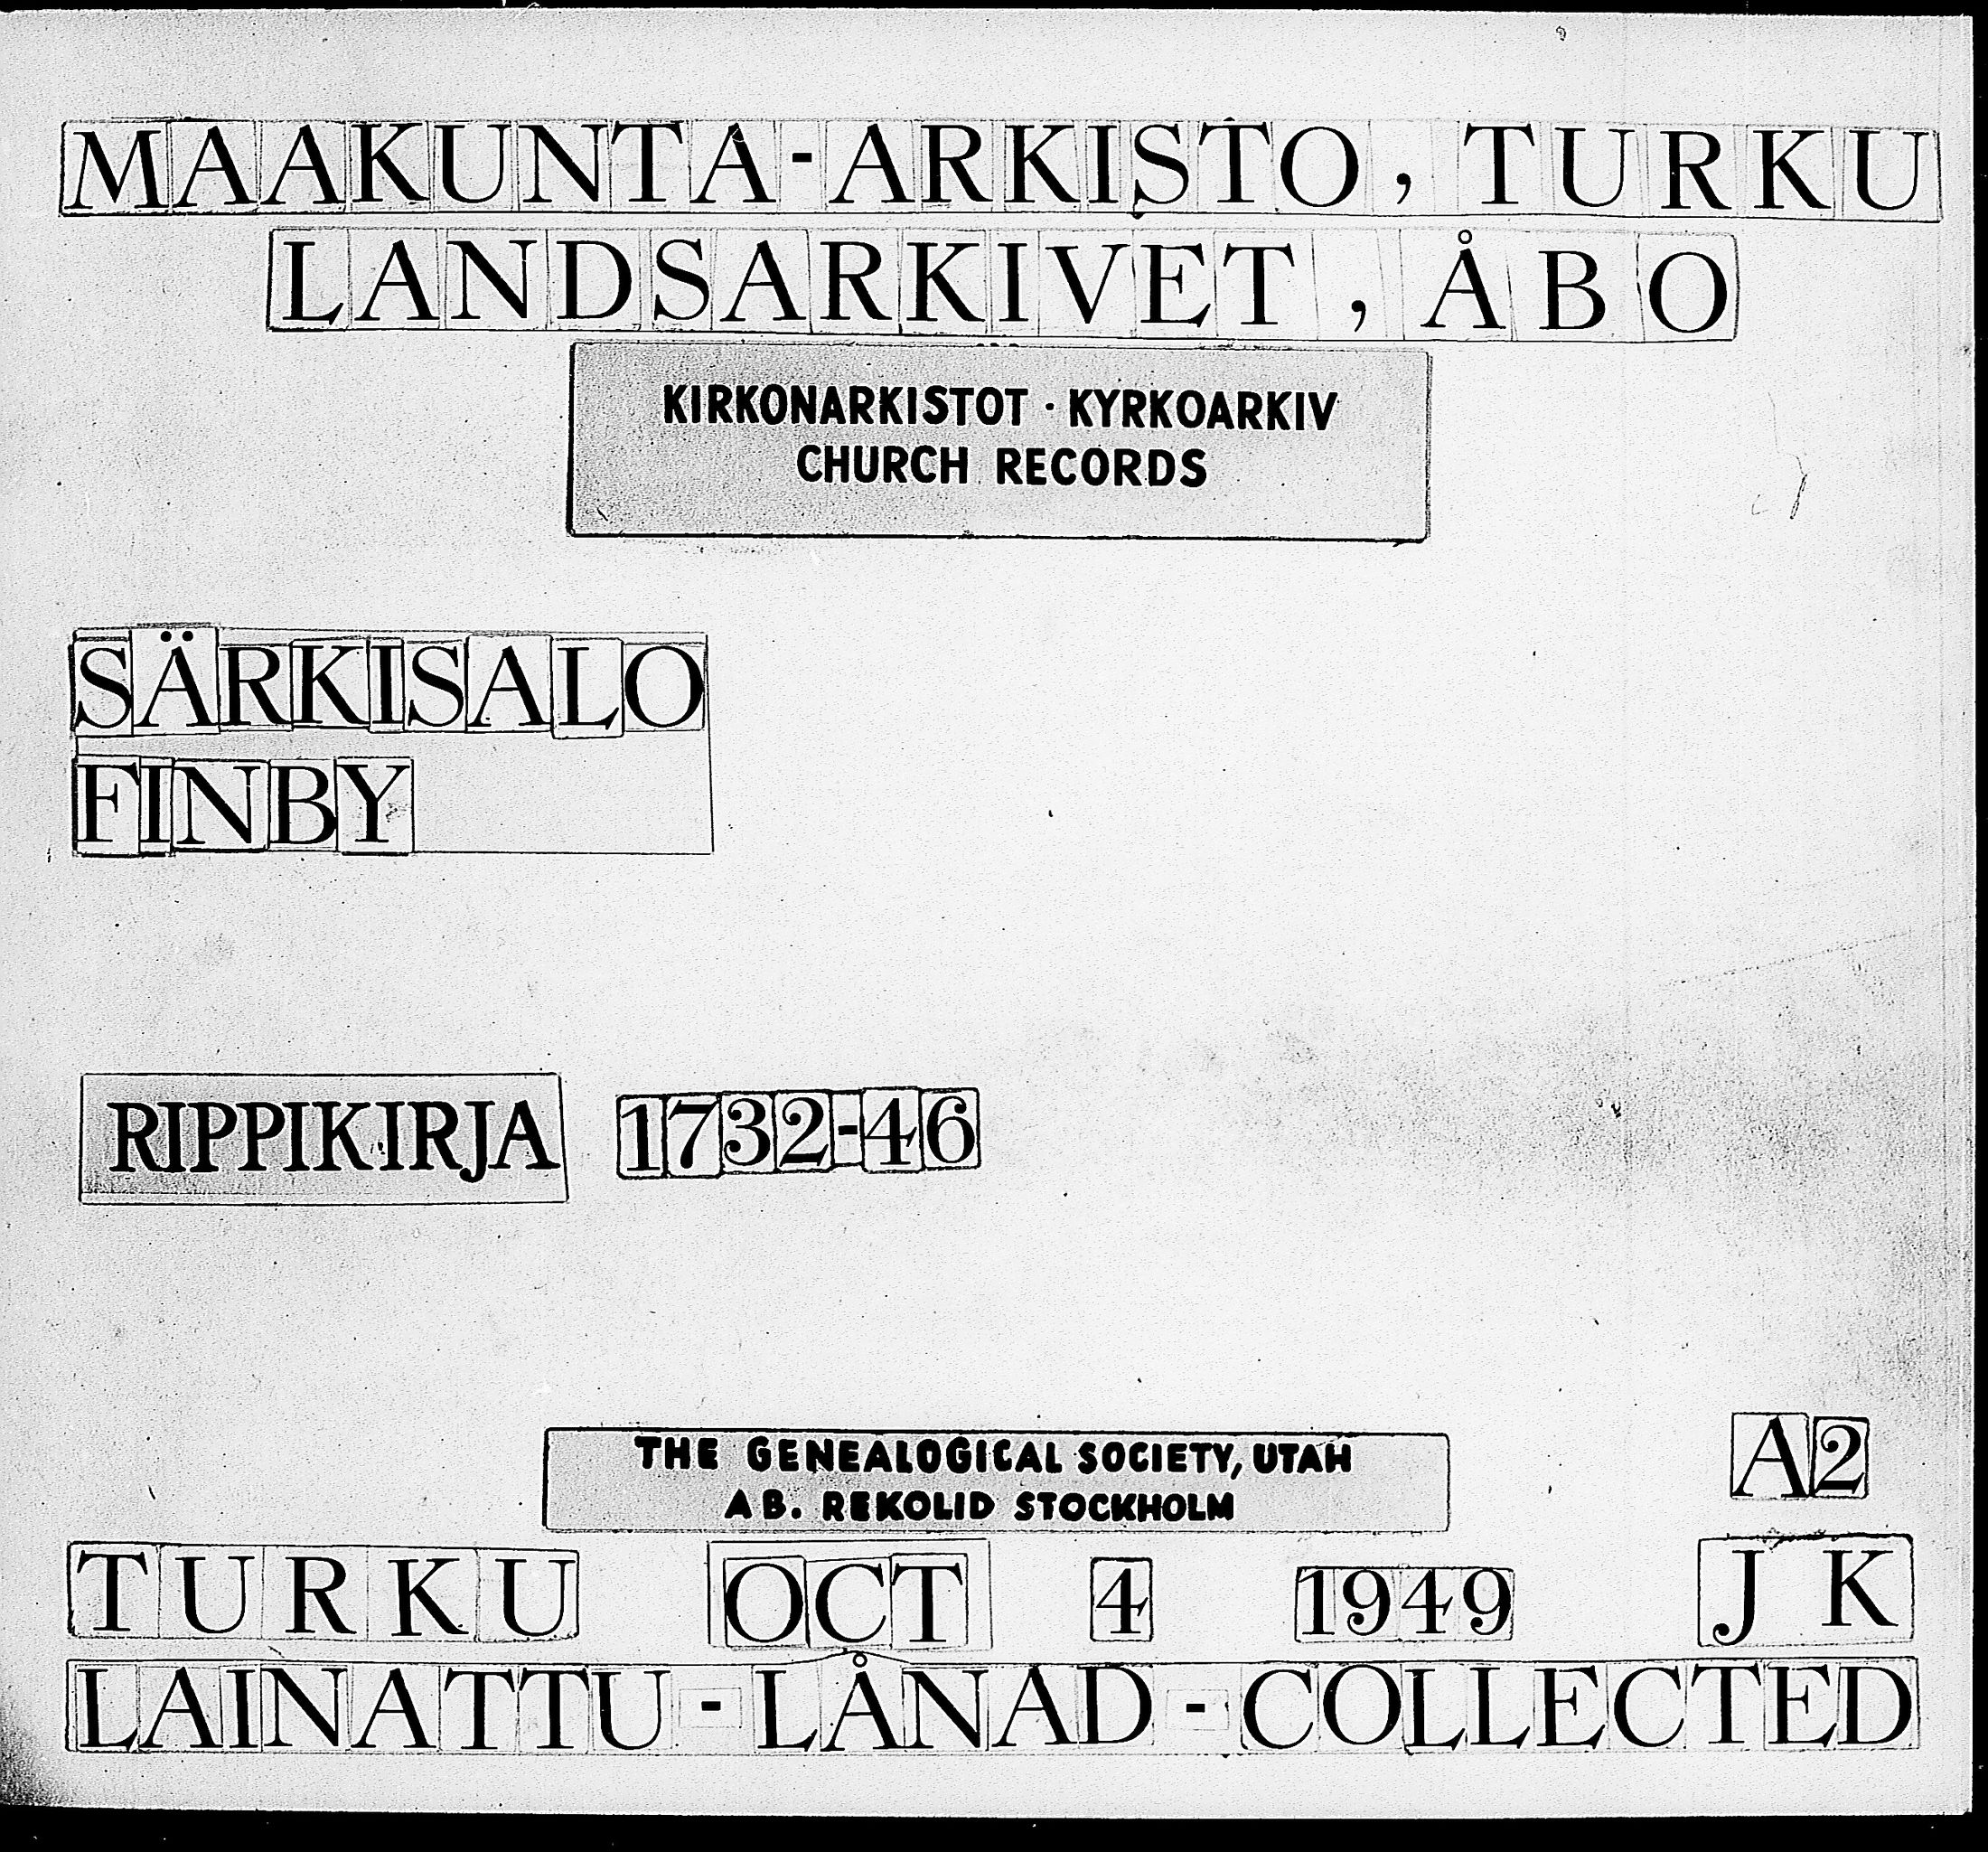 MAAKUNTA-ARKISTO, TURKU
LANDSARKIVET, ÅBO
KIRKONARKISTOT · KYRKOARKIV
CHURCH RECORDS
SÄRKISALO
FINBY
RIPPIKIRJA 1732-46
A2
THE GENEALOGICAL SOCIETY, UTAH
AB. REKOLID STOCKHOLM
TURKU OCT 4 1949 JK
LAINATTU - LÅNAD - COLLECTED